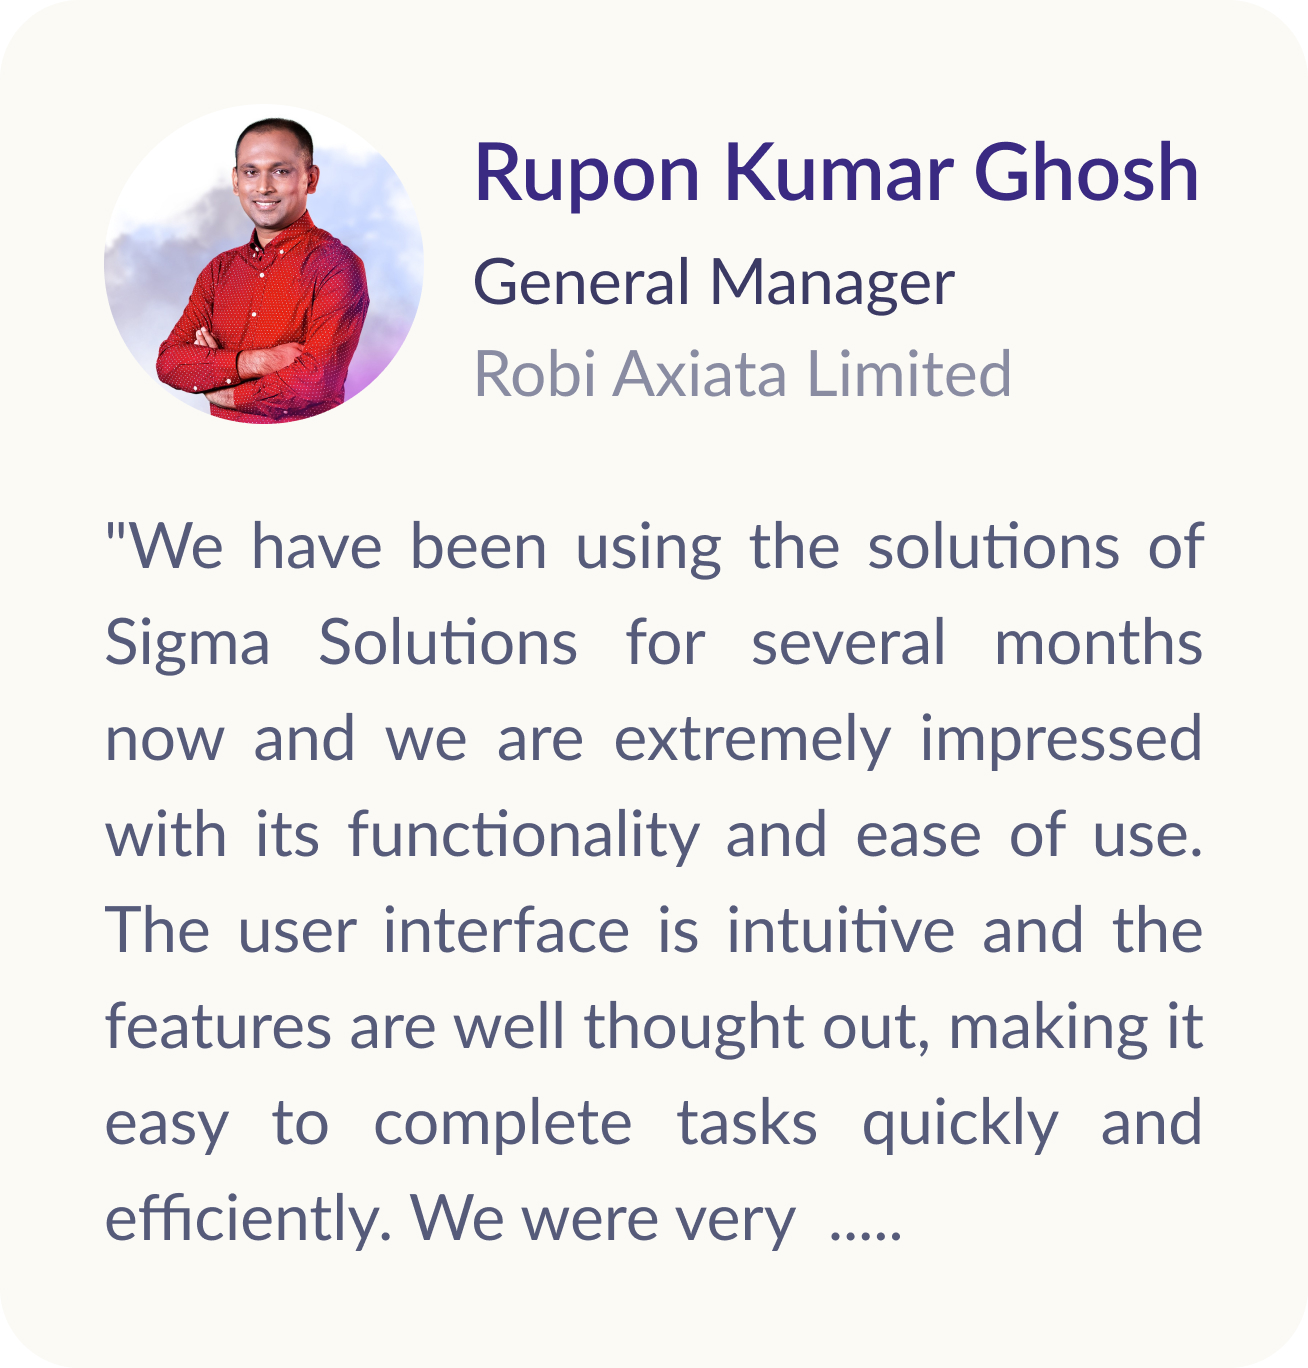 Rupon Kumar Ghosh
General Manager
Robi Axiata Limited
"We have been using the solutions of
Sigma Solutions for several months
now and we are extremely impressed
with its functionality and ease of use.
The user interface is intuitive and the
features are well thought out, making it
easy to complete tasks quickly and
efficiently. We were very .....